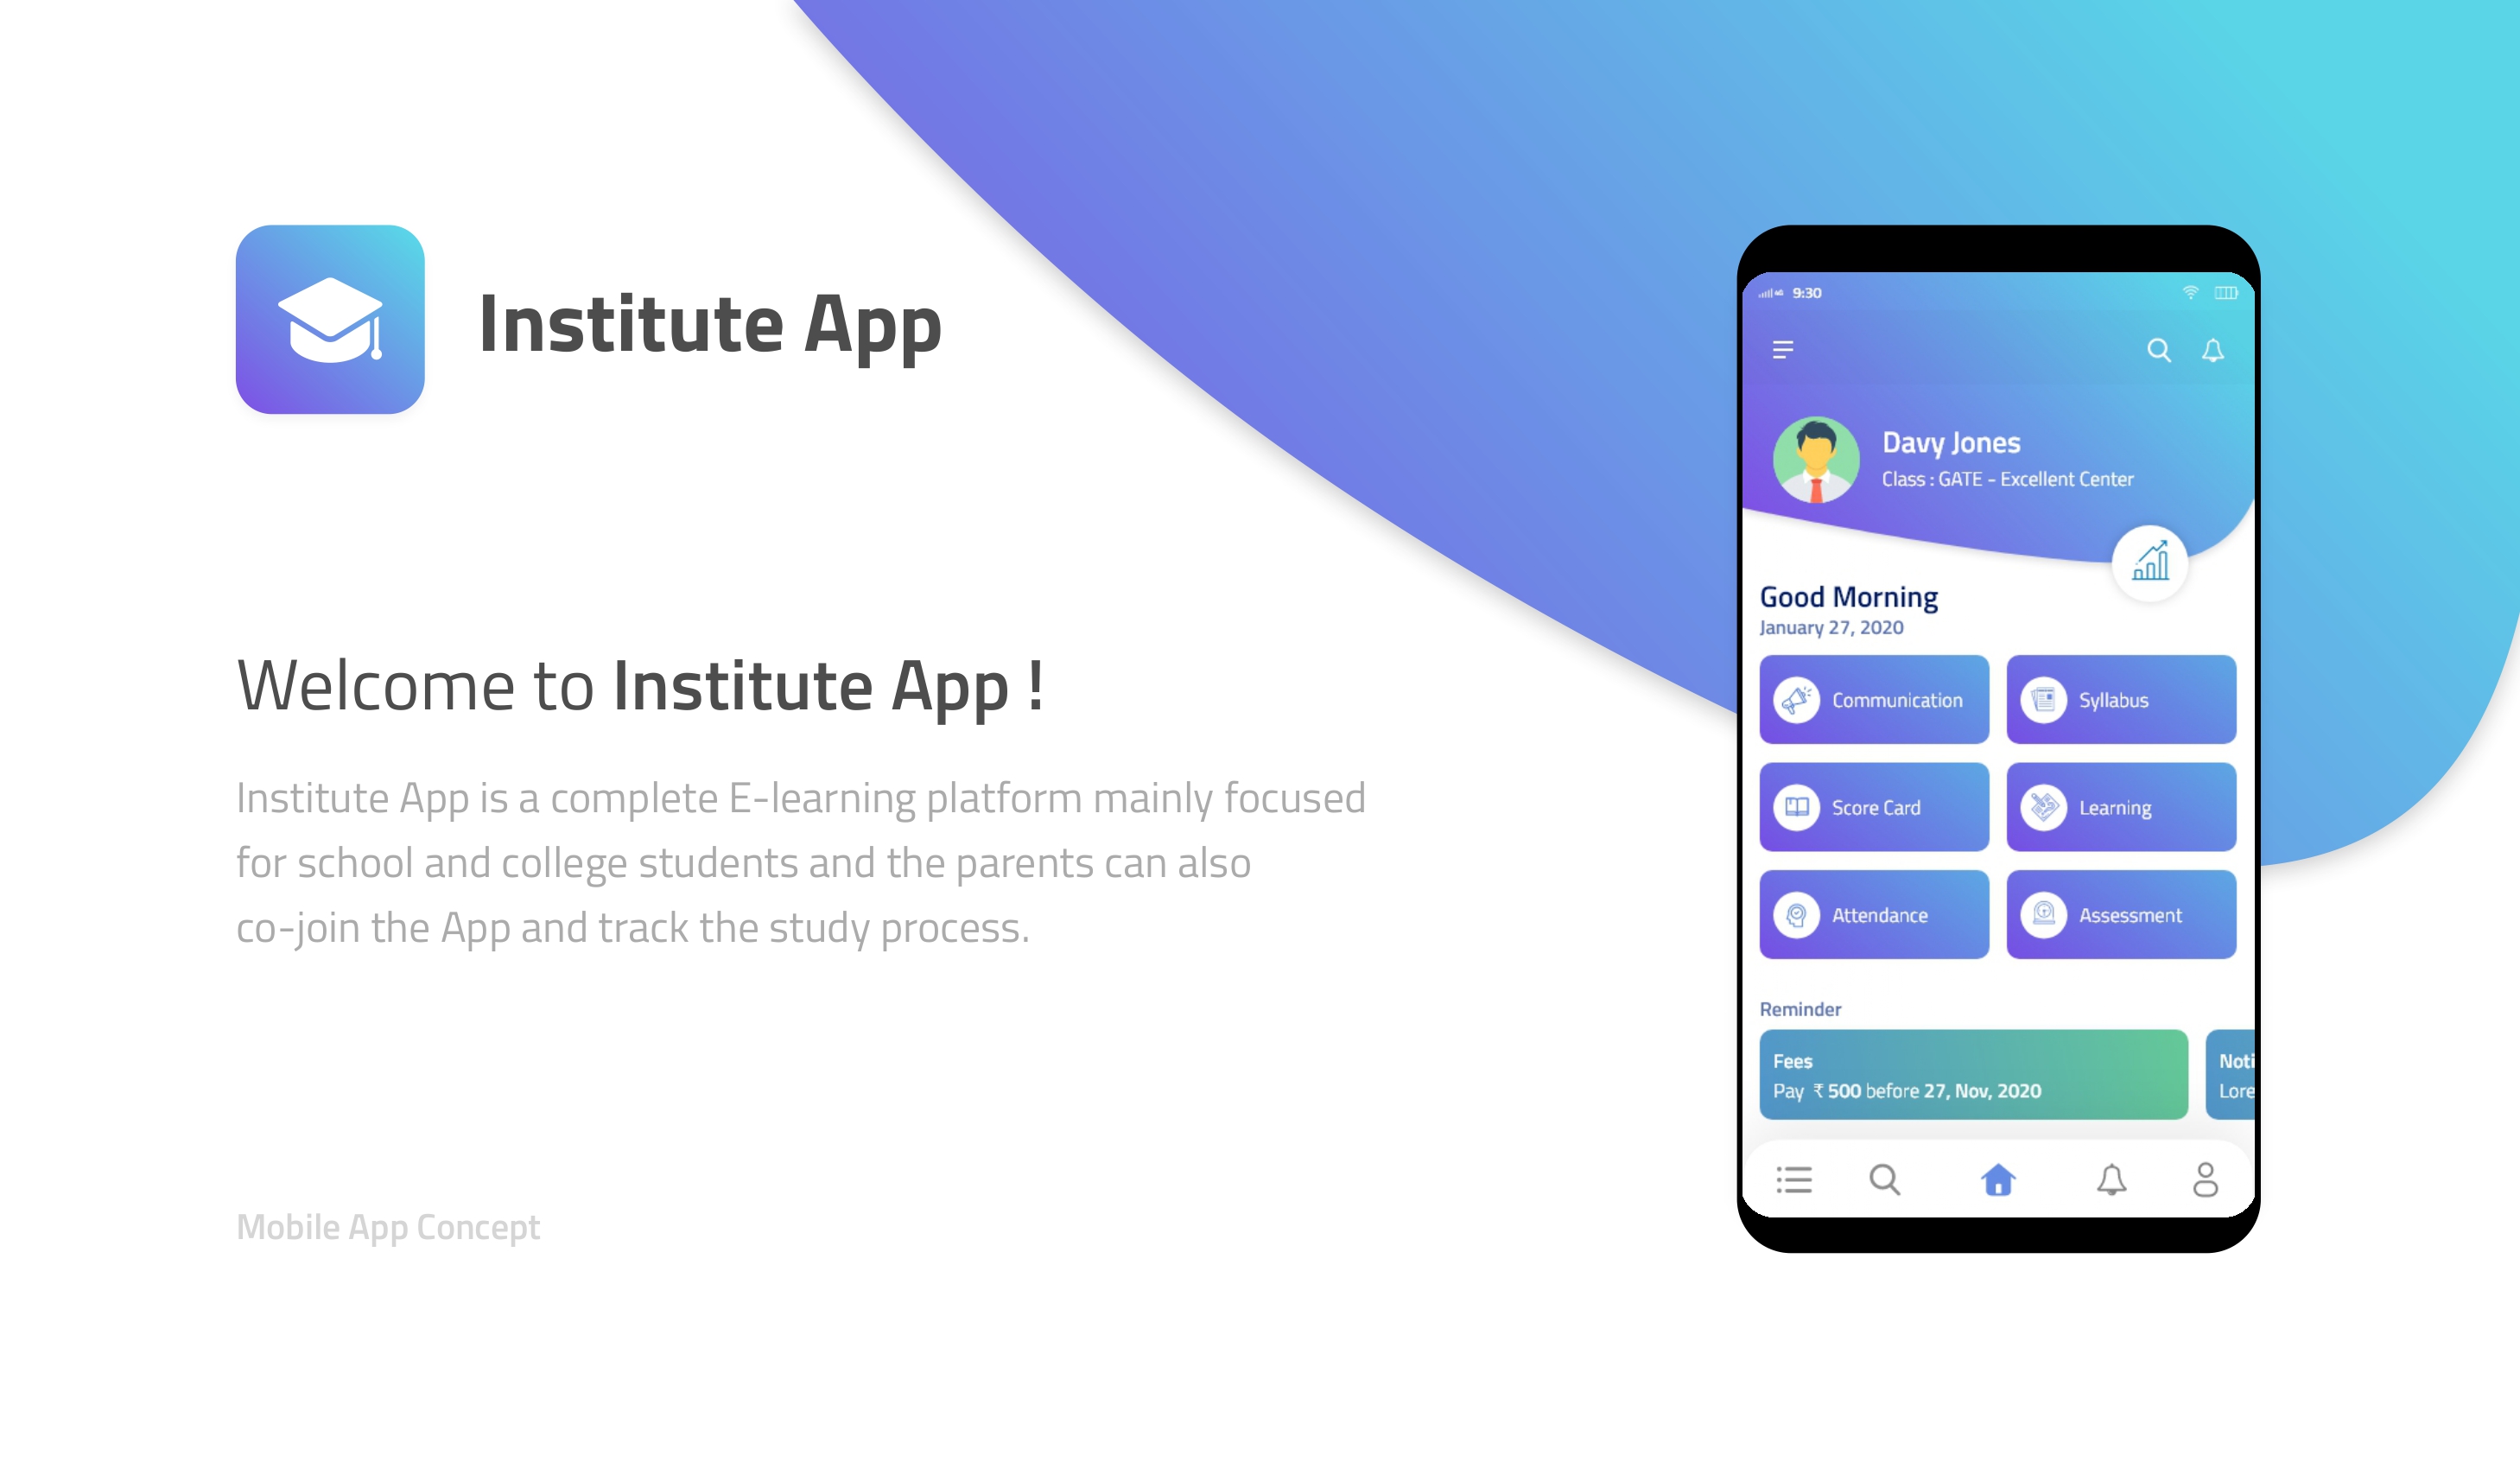 Institute App
Welcome to Institute App !
Institute App is a complete E-learning platform mainly focused
for school and college students and the parents can also
co-join the App and track the study process.
Mobile App Concept
4G 9:30
Davy Jones
Class : GATE - Excellent Center
Good Morning
January 27, 2020
Communication
Syllabus
Score Card
Learning
Attendance
Assessment
Reminder
Fees
Pay ₹ 500 before 27, Nov, 2020
Noti
Lore